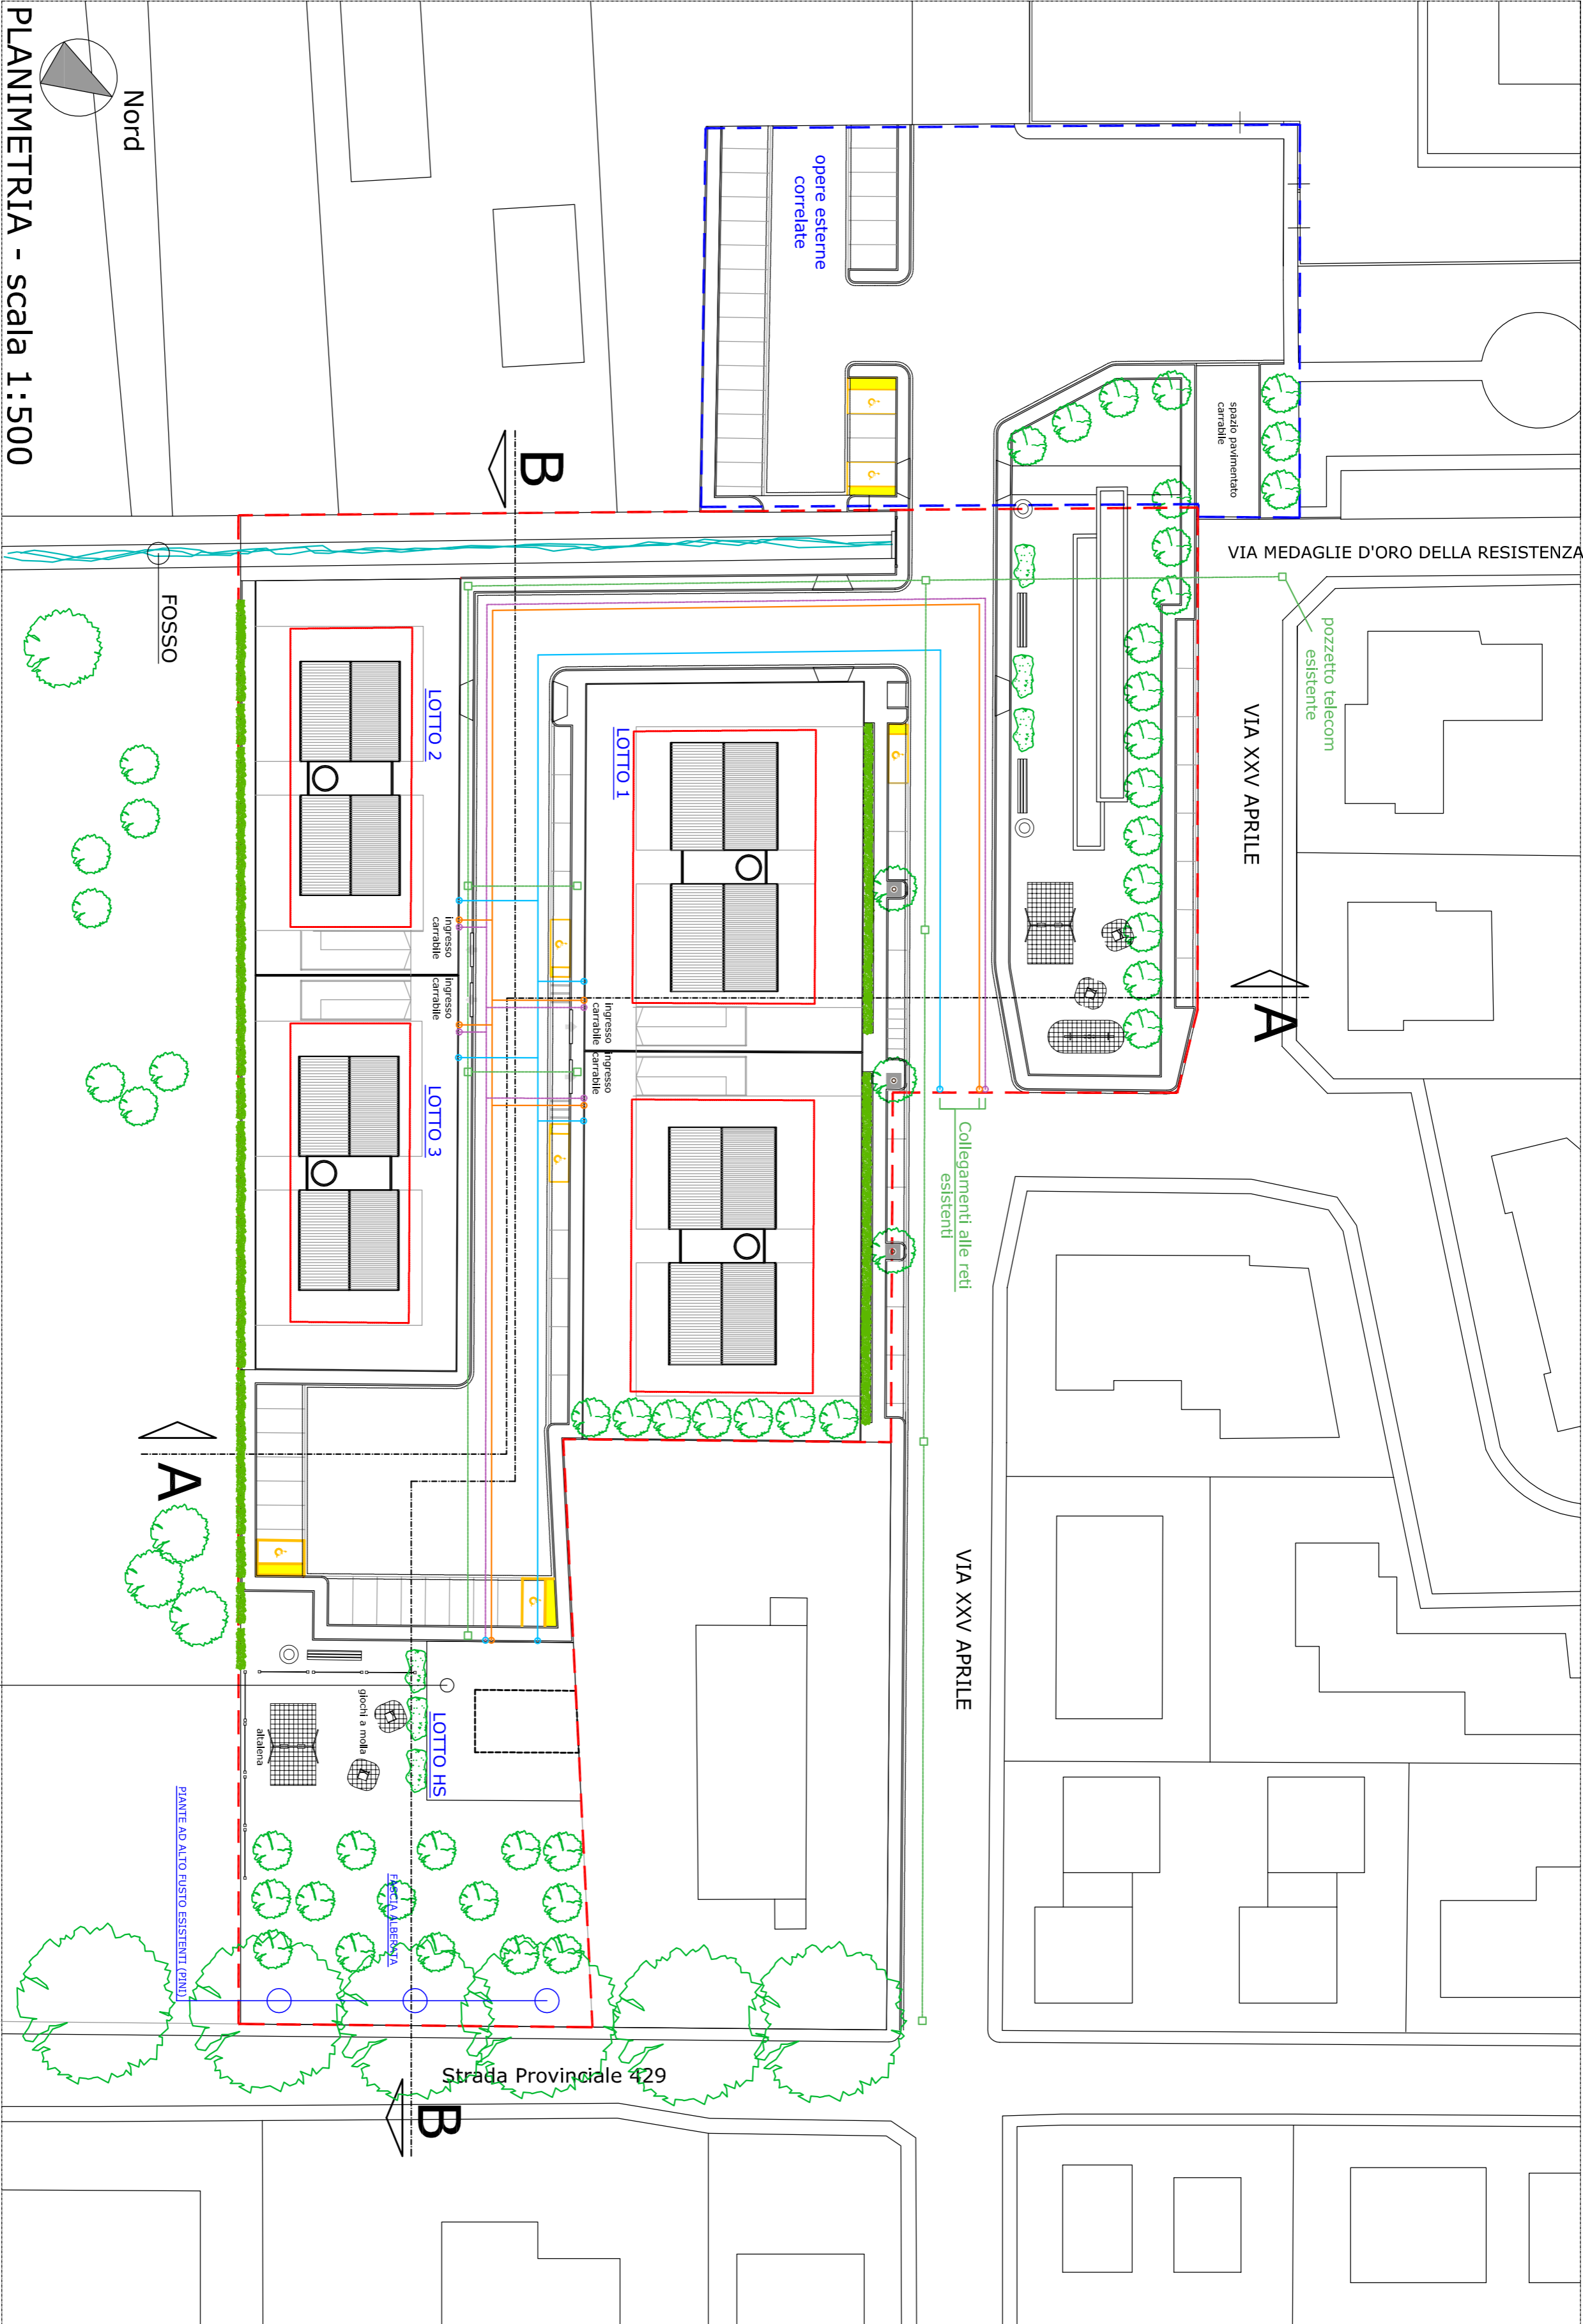 PLANIMETRIA - scala 1:500
Nord
opere esterne
correlate
spazio pavimentato
carrabile
VIA MEDAGLIE D'ORO DELLA RESISTENZA
pozzetto telecom
esistente
VIA XXV APRILE
B
FOSSO
LOTTO 2
LOTTO 1
ingresso
carrabile
ingresso
carrabile
ingresso
carrabile
ingresso
carrabile
A
LOTTO 3
Collegamenti alle reti
esistenti
A
VIA XXV APRILE
LOTTO HS
giochi a molla
altalena
PIANTE AD ALTO FUSTO ESISTENTI (PINI)
FASCIA ALBERATA
Strada Provinciale 429
B